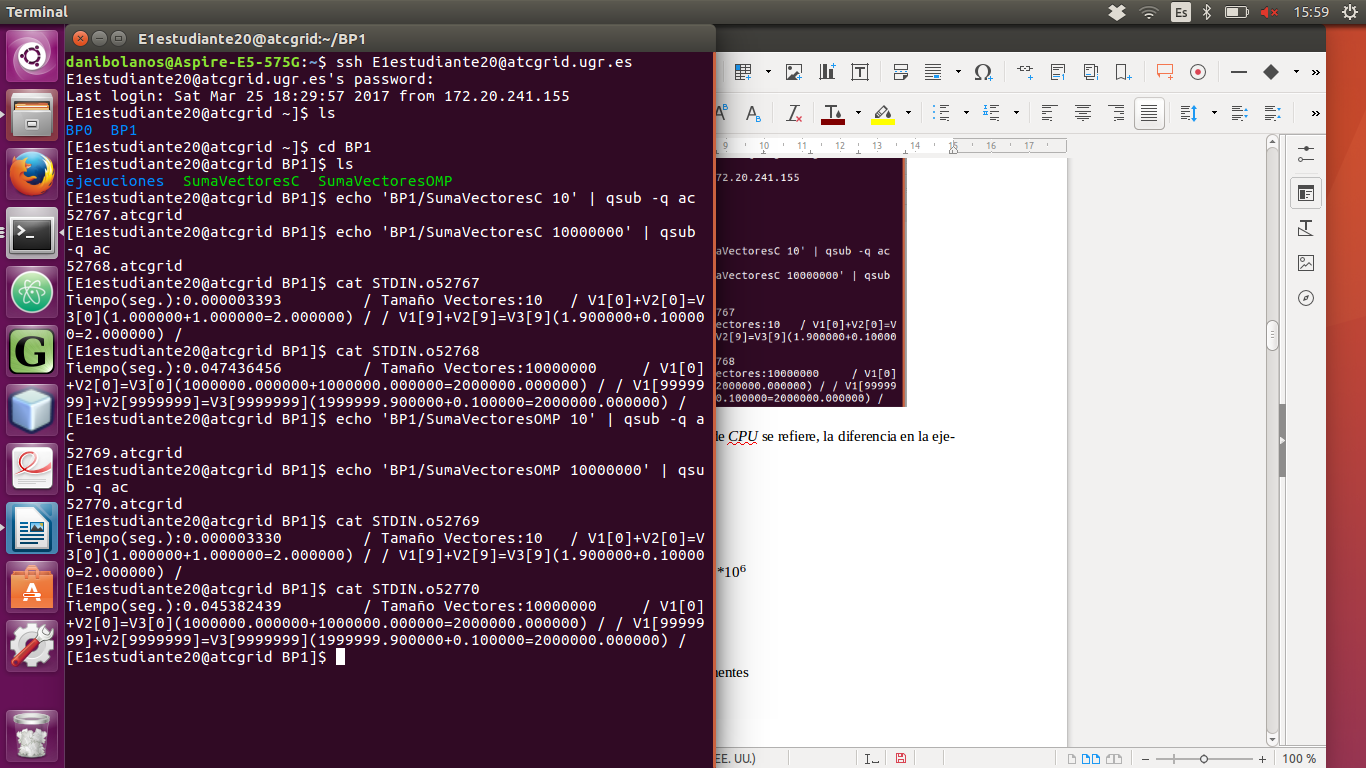 Terminal
Es
15:59
E1estudiante20@atcgrid:~/BP1
danibolanos@Aspire-E5-575G:~$ ssh E1estudiante20@atcgrid.ugr.es
E1estudiante20@atcgrid.ugr.es's password:
Last login: Sat Mar 25 18:29:57 2017 from 172.20.241.155
[E1estudiante20@atcgrid ~]$ ls
BP0  BP1
[E1estudiante20@atcgrid ~]$ cd BP1
[E1estudiante20@atcgrid BP1]$ ls
ejecuciones  SumaVectoresC  SumaVectoresOMP
[E1estudiante20@atcgrid BP1]$ echo 'BP1/SumaVectoresC 10' | qsub -q ac
52767.atcgrid
[E1estudiante20@atcgrid BP1]$ echo 'BP1/SumaVectoresC 10000000' | qsub
-q ac
52768.atcgrid
[E1estudiante20@atcgrid BP1]$ cat STDIN.o52767
Tiempo(seg.):0.000003393         / Tamaño Vectores:10   / V1[0]+V2[0]=V
3[0](1.000000+1.000000=2.000000) / / V1[9]+V2[9]=V3[9](1.900000+0.10000
0=2.000000) /
[E1estudiante20@atcgrid BP1]$ cat STDIN.o52768
Tiempo(seg.):0.047436456         / Tamaño Vectores:10000000     / V1[0]
+V2[0]=V3[0](1000000.000000+1000000.000000=2000000.000000) / / V1[99999
99]+V2[9999999]=V3[9999999](1999999.900000+0.100000=2000000.000000) /
[E1estudiante20@atcgrid BP1]$ echo 'BP1/SumaVectoresOMP 10' | qsub -q a
c
52769.atcgrid
[E1estudiante20@atcgrid BP1]$ echo 'BP1/SumaVectoresOMP 10000000' | qsu
b -q ac
52770.atcgrid
[E1estudiante20@atcgrid BP1]$ cat STDIN.o52769
Tiempo(seg.):0.000003330         / Tamaño Vectores:10   / V1[0]+V2[0]=V
3[0](1.000000+1.000000=2.000000) / / V1[9]+V2[9]=V3[9](1.900000+0.10000
0=2.000000) /
[E1estudiante20@atcgrid BP1]$ cat STDIN.o52770
Tiempo(seg.):0.045382439         / Tamaño Vectores:10000000     / V1[0]
+V2[0]=V3[0](1000000.000000+1000000.000000=2000000.000000) / / V1[99999
99]+V2[9999999]=V3[9999999](1999999.900000+0.100000=2000000.000000) /
[E1estudiante20@atcgrid BP1]$
9 10 11 12 13 14 15 16 17
72.20.241.155
aVectoresC 10' | qsub -q ac
aVectoresC 10000000' | qsub
767
ectores:10   / V1[0]+V2[0]=V
V2[9]=V3[9](1.900000+0.10000
768
ectores:10000000     / V1[0]
2000000.000000) / / V1[99999
0.100000=2000000.000000) /
de CPU se refiere, la diferencia en la eje-
*10⁶
nentes
EE. UU.)
100 %